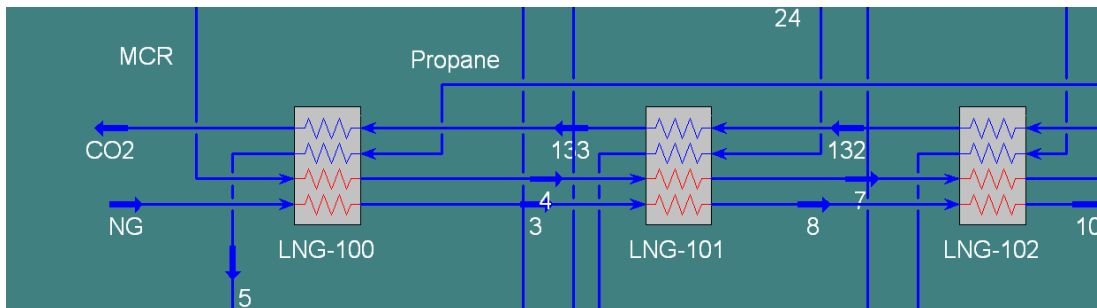 24
MCR
Propane
CO2
133
132
NG
4
3
7
8
10
LNG-100
LNG-101
LNG-102
5